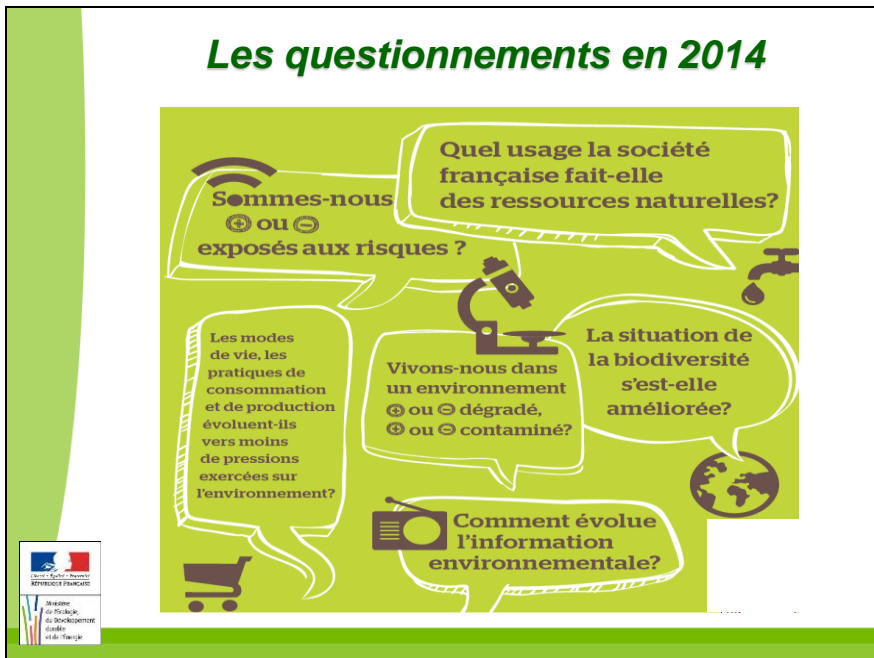 Les questionnements en 2014
Quel usage la société
française fait-elle
des ressources naturelles?
Sommes-nous
⊕ ou ⊖
exposés aux risques ?
Les modes
de vie, les
pratiques de
consommation
et de production
évoluent-ils
vers moins
de pressions
exercées sur
l'environnement?
Vivons-nous dans
un environnement
⊕ ou ⊖ dégradé,
⊕ ou ⊖ contaminé?
La situation de
la biodiversité
s'est-elle
améliorée?
Comment évolue
l'information
environnementale?
Liberté • Égalité • Fraternité
RÉPUBLIQUE FRANÇAISE
Ministère
de l'Écologie,
du Développement
durable
et de l'Énergie